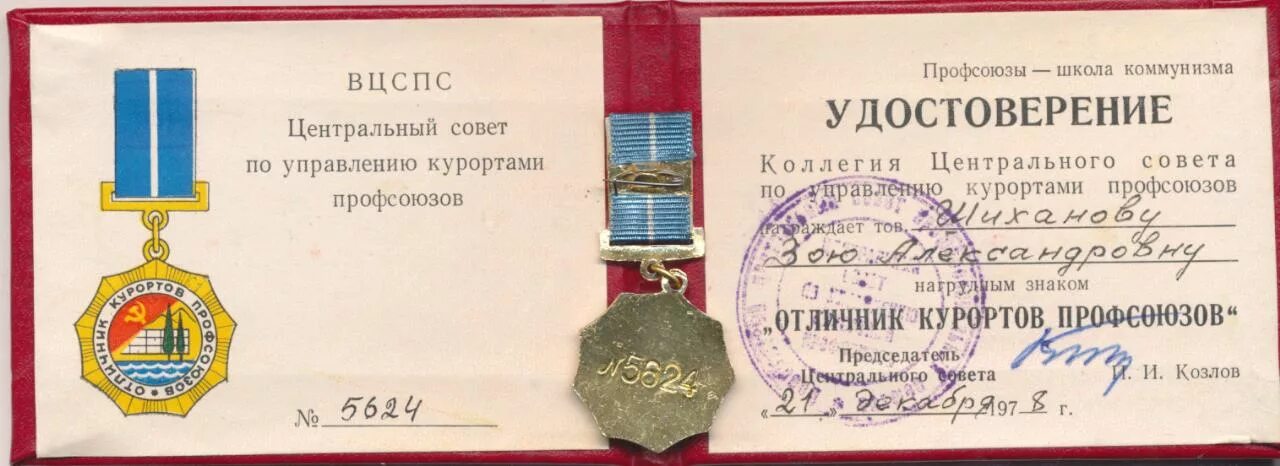 ВЦСПС
Центральный совет
по управлению курортами
профсоюзов
ОТЛИЧНИК КУРОРТОВ ПРОФСОЮЗОВ
№ 5624
№5624
Профсоюзы — школа коммунизма
УДОСТОВЕРЕНИЕ
Коллегия Центрального совета
по управлению курортами профсоюзов
награждает тов. Шиханову
Зою Александровну
нагрудным знаком
„ОТЛИЧНИК КУРОРТОВ ПРОФСОЮЗОВ“
Председатель
Центрального совета И. И. Козлов
„21„ декабря 1978 г.